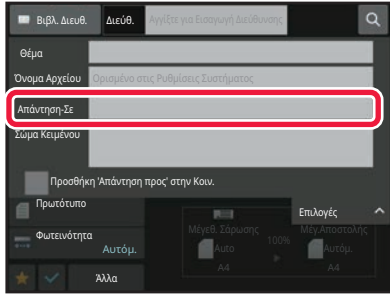 Βιβλ. Διευθ. Διεύθ. Αγγίξτε για Εισαγωγή Διεύθυνσης
Θέμα
Όνομα Αρχείου Ορισμένο στις Ρυθμίσεις Συστήματος
Απάντηση-Σε
Σώμα Κειμένου
Προσθήκη 'Απάντηση προς' στην Κοιν.
Πρωτότυπο
Επιλογές
Φωτεινότητα
Αυτόμ.
Μέγεθ. Σάρωσης
Auto
A4
100%
Μέγ.Αποστολής
Αυτόμ.
A4
Άλλα